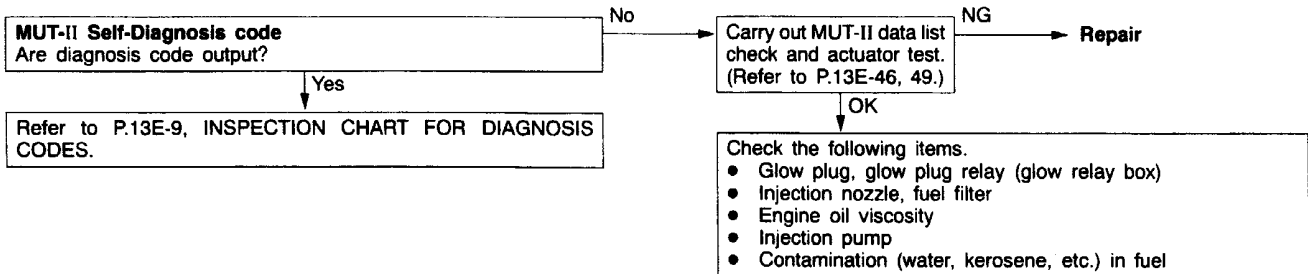 MUT-II Self-Diagnosis code
Are diagnosis code output?
No
Yes
Refer to P.13E-9, INSPECTION CHART FOR DIAGNOSIS
CODES.
Carry out MUT-II data list
check and actuator test.
(Refer to P.13E-46, 49.)
NG
Repair
OK
Check the following items.
● Glow plug, glow plug relay (glow relay box)
● Injection nozzle, fuel filter
● Engine oil viscosity
● Injection pump
● Contamination (water, kerosene, etc.) in fuel